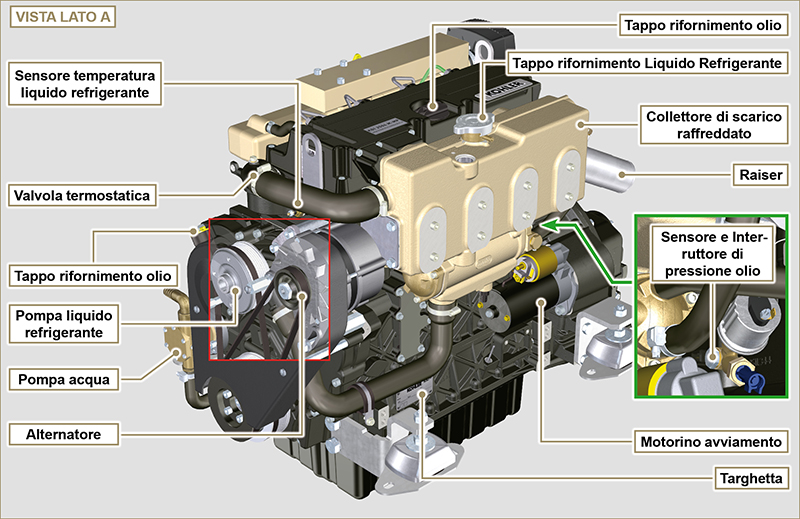 VISTA LATO A
Tappo rifornimento olio
Sensore temperatura
liquido refrigerante
Tappo rifornimento Liquido Refrigerante
KOHLER
Collettore di scarico
raffreddato
Raiser
Valvola termostatica
Sensore e Inter-
ruttore di
pressione olio
Tappo rifornimento olio
Pompa liquido
refrigerante
Pompa acqua
Alternatore
Motorino avviamento
Targhetta